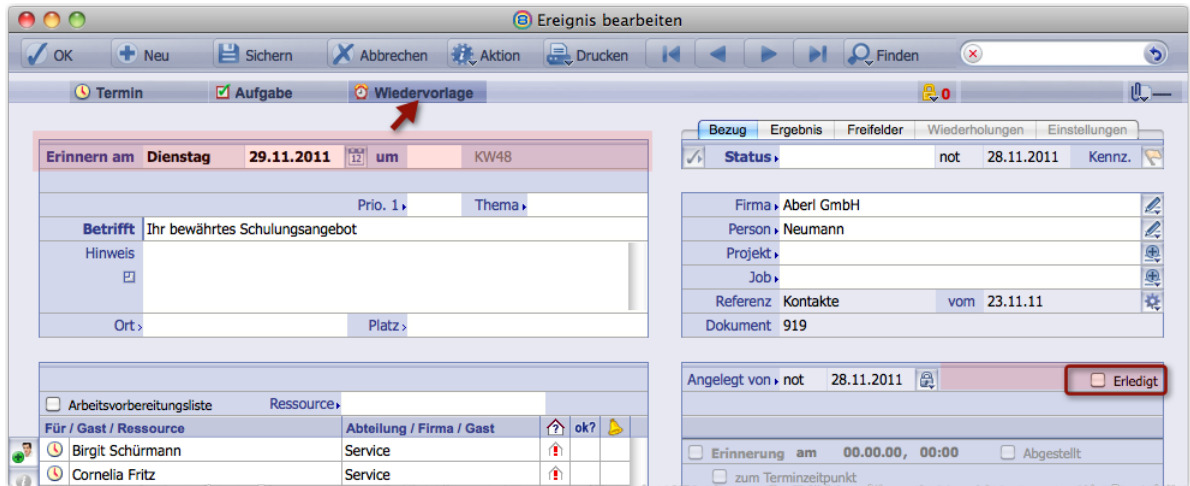 Ereignis bearbeiten
OK Neu Sichern Abbrechen Aktion Drucken Finden
Termin Aufgabe Wiedervorlage 0
Bezug Ergebnis Freifelder Wiederholungen Einstellungen
Erinnern am Dienstag 29.11.2011 12 um KW48
Status not 28.11.2011 Kennz.
Prio. 1 Thema
Betrifft Ihr bewährtes Schulungsangebot
Hinweis
Ort Platz
Firma Aberl GmbH
Person Neumann
Projekt
Job
Referenz Kontakte vom 23.11.11
Dokument 919
Angelegt von not 28.11.2011 Erledigt
Arbeitsvorbereitungsliste Ressource
Für / Gast / Ressource Abteilung / Firma / Gast ? ok?
Birgit Schürmann Service
Cornelia Fritz Service
Erinnerung am 00.00.00, 00:00 Abgestellt
zum Terminzeitpunkt